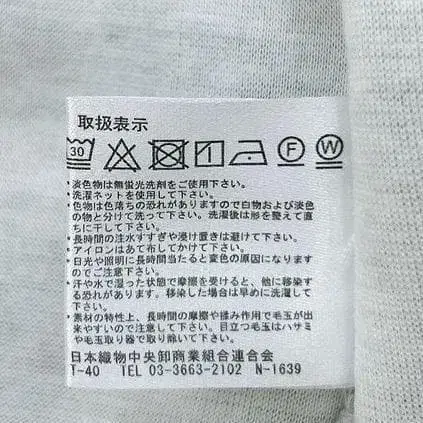 取扱表示
30 F W
・淡色物は無蛍光洗剤をご使用下さい。
・洗濯ネットを使用して下さい。
・色物は色落ちの恐れがありますので白物および淡色
の物と分けて洗って下さい。洗濯後は形を整えて直
ちに干して下さい。
・長時間の注水すすぎや浸け置きは避けて下さい。
・アイロンはあて布してかけて下さい。
・日光や照明に長時間当たると変色の原因になります
のでご注意下さい。
・汗や水で湿った状態で摩擦を受けると、他に移染す
る恐れがあります。移染した場合は早めに洗濯して
下さい。
・素材の特性上、長時間の摩擦や揉み作用で毛玉が出
来やすいので注意して下さい。目立つ毛玉はハサミ
や毛玉取り器で除いて下さい。
日本織物中央卸商業組合連合会
T-40 TEL 03-3663-2102 N-1639